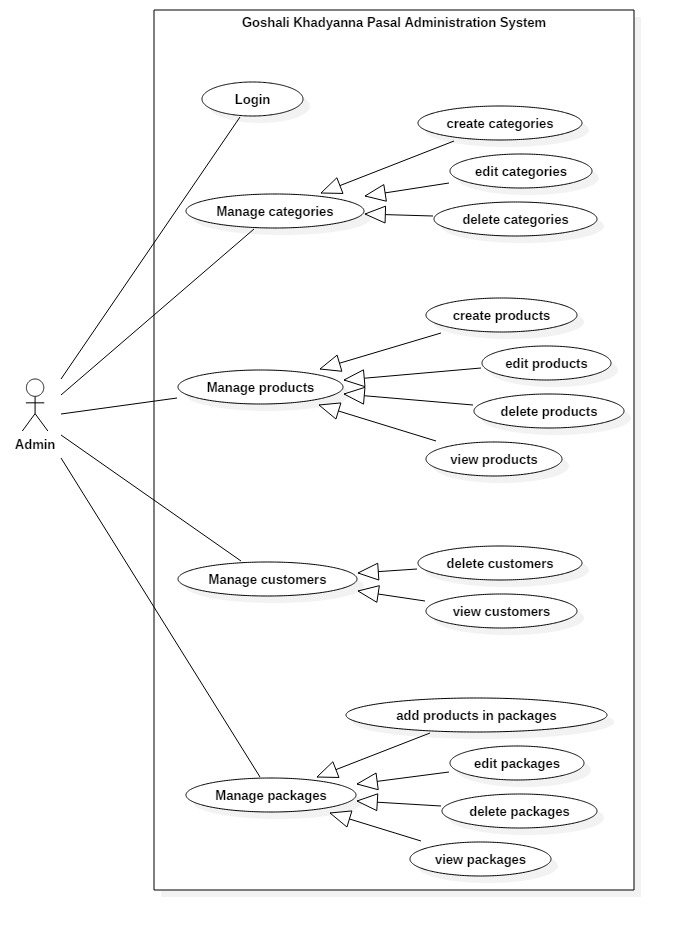 Goshali Khadyanna Pasal Administration System
Login
create categories
edit categories
Manage categories
delete categories
create products
edit products
Manage products
delete products
Admin
view products
delete customers
Manage customers
view customers
add products in packages
edit packages
Manage packages
delete packages
view packages